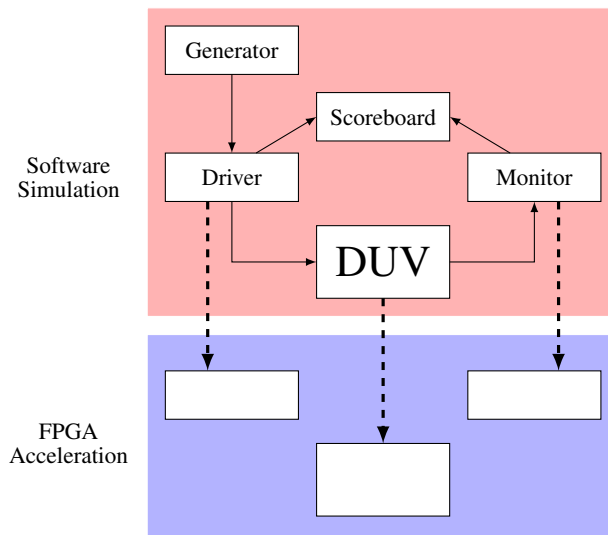 Generator
Scoreboard
Software
Simulation
Driver
Monitor
DUV
FPGA
Acceleration